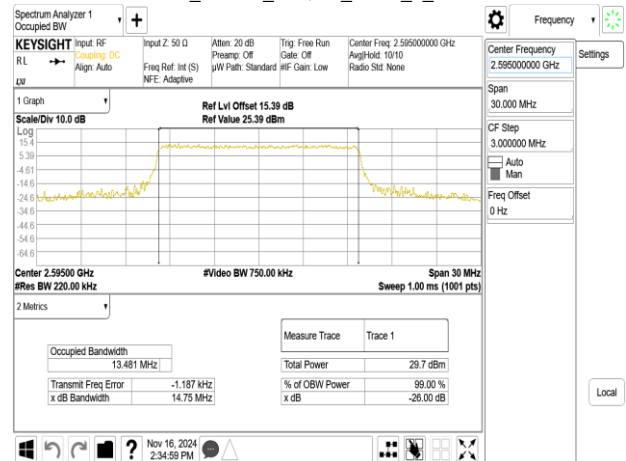 Spectrum Analyzer 1
Occupied BW
Frequency
KEYSIGHT
RL
Input: RF
Coupling: DC
Align: Auto
Input Z: 50 Ω
Freq Ref: Int (S)
NFE: Adaptive
Atten: 20 dB
Preamp: Off
µW Path: Standard
Trig: Free Run
Gate: Off
#IF Gain: Low
Center Freq: 2.595000000 GHz
Avg|Hold: 10/10
Radio Std: None
Center Frequency
2.595000000 GHz
Settings
Span
30.000 MHz
CF Step
3.000000 MHz
Auto
Man
Freq Offset
0 Hz
1 Graph
Scale/Div 10.0 dB
Ref Lvl Offset 15.39 dB
Ref Value 25.39 dBm
Log
15.4
5.39
-4.61
-14.6
-24.6
-34.6
-44.6
-54.6
-64.6
Center 2.59500 GHz
#Video BW 750.00 kHz
Span 30 MHz
#Res BW 220.00 kHz
Sweep 1.00 ms (1001 pts)
2 Metrics
Measure Trace
Trace 1
Occupied Bandwidth
13.481 MHz
Total Power
29.7 dBm
Transmit Freq Error
-1.187 kHz
% of OBW Power
99.00 %
x dB Bandwidth
14.75 MHz
x dB
-26.00 dB
Local
?
Nov 16, 2024
2:34:59 PM